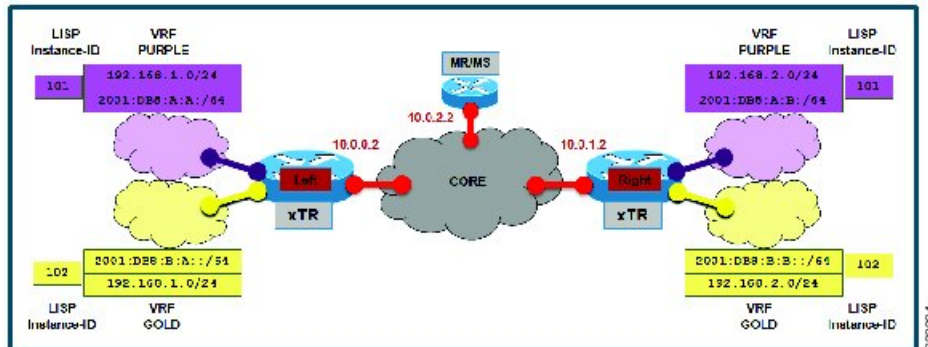 LISP
Instance-ID
VRF
PURPLE
101
192.168.1.0/24
2001:DB8:A:A:/64
MR/MS
10.0.2.2
VRF
PURPLE
LISP
Instance-ID
192.168.2.0/24
2001:DB8:A:B:/64
101
10.0.0.2
10.0.1.2
Left
xTR
CORE
Right
xTR
102
2001:DB8:B:A::/64
192.168.1.0/24
2001:DB8:B:B::/64
192.168.2.0/24
102
LISP
Instance-ID
VRF
GOLD
VRF
GOLD
LISP
Instance-ID